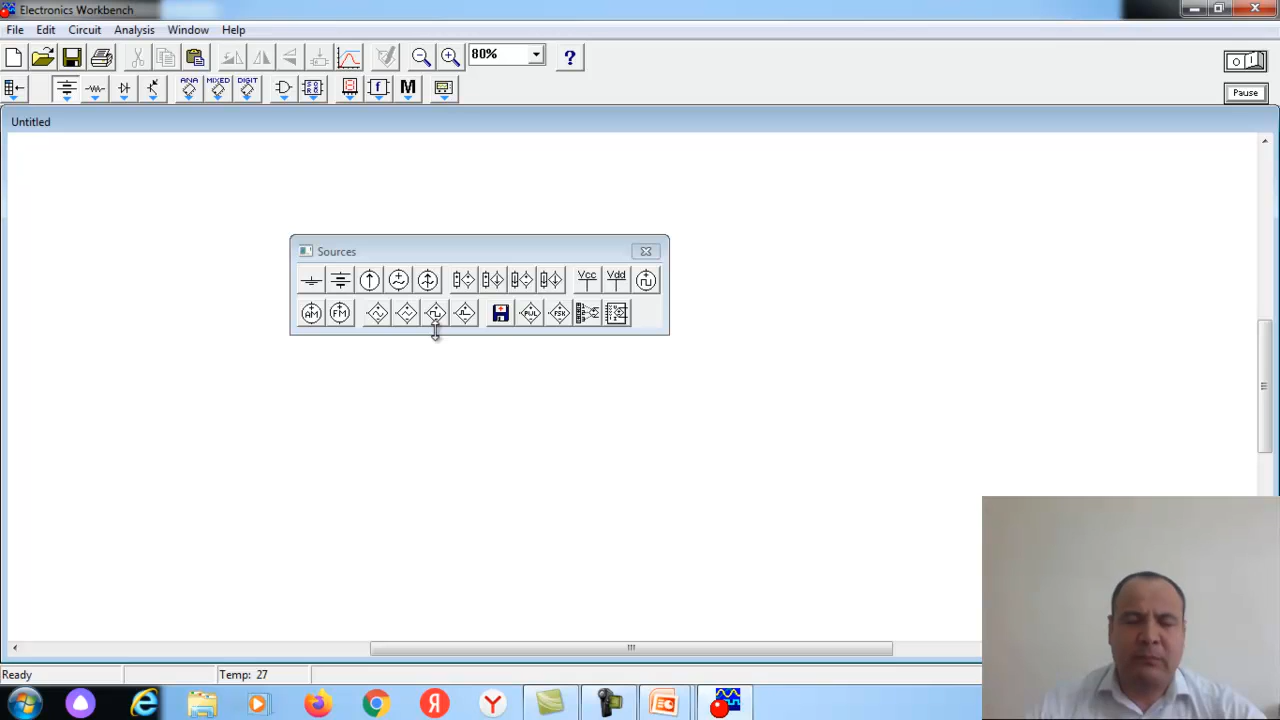 Electronics Workbench
File Edit Circuit Analysis Window Help
80% ?
ANA MIXED DIGIT M
Pause
Untitled
Sources
Vcc Vdd
AM FM PUL FSK
Ready Temp: 27
Я Y